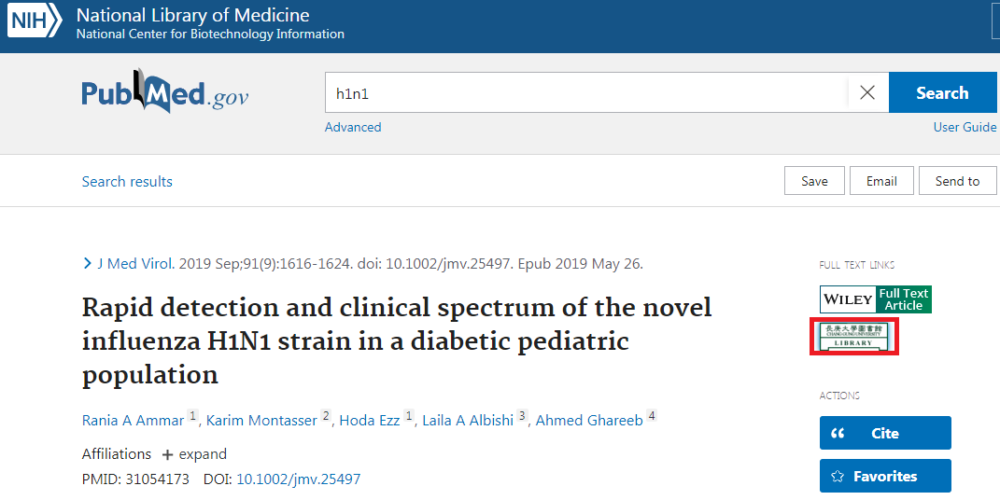 NIH
National Library of Medicine
National Center for Biotechnology Information
PubMed.gov
h1n1
Search
Advanced
User Guide
Search results
Save
Email
Send to
J Med Virol. 2019 Sep;91(9):1616-1624. doi: 10.1002/jmv.25497. Epub 2019 May 26.
Rapid detection and clinical spectrum of the novel
influenza H1N1 strain in a diabetic pediatric
population
Rania A Ammar 1, Karim Montasser 2, Hoda Ezz 1, Laila A Albishi 3, Ahmed Ghareeb 4
Affiliations + expand
PMID: 31054173 DOI: 10.1002/jmv.25497
FULL TEXT LINKS
WILEY Full Text
Article
長庚大學圖書館
CHANG GUNG UNIVERSITY
LIBRARY
ACTIONS
Cite
Favorites